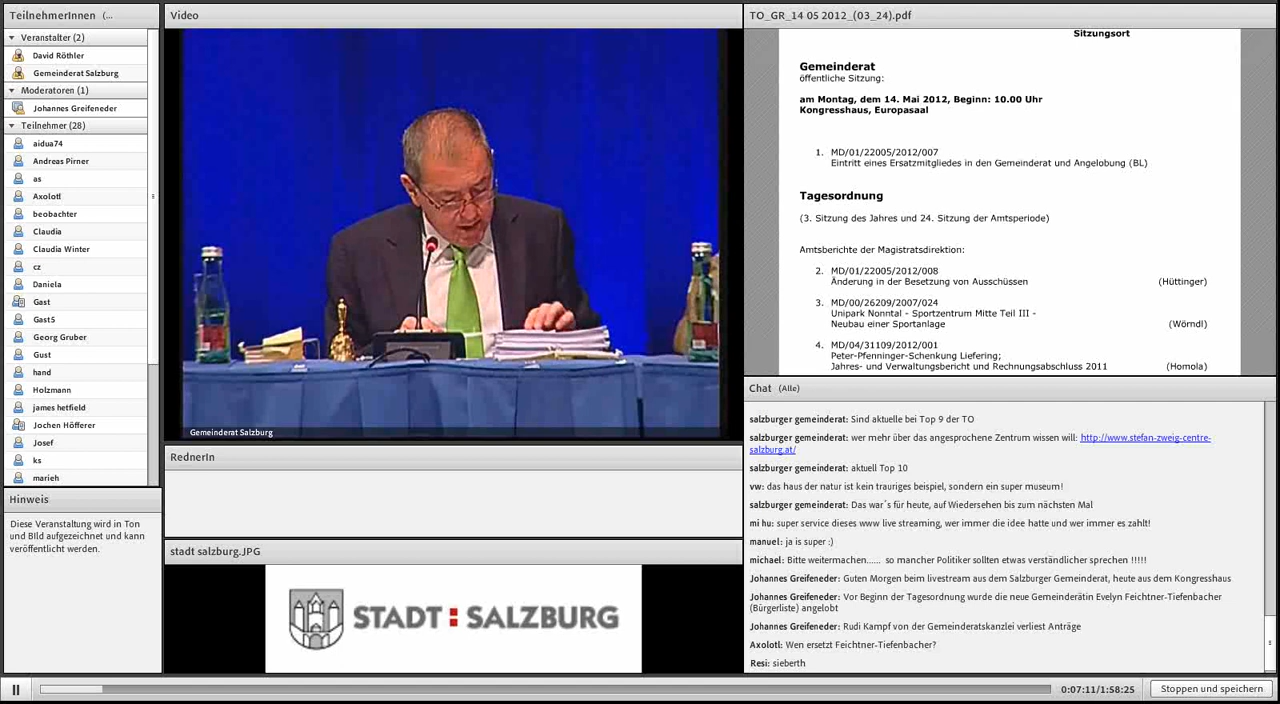 TeilnehmerInnen (...
Veranstalter (2)
David Röthler
Gemeinderat Salzburg
Moderatoren (1)
Johannes Greifeneder
Teilnehmer (28)
aidua74
Andreas Pirner
as
Axolotl
beobachter
Claudia
Claudia Winter
cz
Daniela
Gast
Gast5
Georg Gruber
Gust
hand
Holzmann
james hetfield
Jochen Höfferer
Josef
ks
marieh
Hinweis
Diese Veranstaltung wird in Ton
und BIld aufgezeichnet und kann
veröffentlicht werden.
Video
Gemeinderat Salzburg
RednerIn
stadt salzburg.JPG
STADT:SALZBURG
TO_GR_14 05 2012_(03_24).pdf
Sitzungsort
Gemeinderat
öffentliche Sitzung:
am Montag, dem 14. Mai 2012, Beginn: 10.00 Uhr
Kongresshaus, Europasaal
1. MD/01/22005/2012/007
Eintritt eines Ersatzmitgliedes in den Gemeinderat und Angelobung (BL)
Tagesordnung
(3. Sitzung des Jahres und 24. Sitzung der Amtsperiode)
Amtsberichte der Magistratsdirektion:
2. MD/01/22005/2012/008
Änderung in der Besetzung von Ausschüssen (Hüttinger)
3. MD/00/26209/2007/024
Unipark Nonntal - Sportzentrum Mitte Teil III -
Neubau einer Sportanlage (Wörndl)
4. MD/04/31109/2012/001
Peter-Pfenninger-Schenkung Liefering;
Jahres- und Verwaltungsbericht und Rechnungsabschluss 2011 (Homola)
Chat (Alle)
salzburger gemeinderat: Sind aktuelle bei Top 9 der TO
salzburger gemeinderat: wer mehr über das angesprochene Zentrum wissen will: http://www.stefan-zweig-centre-
salzburg.at/
salzburger gemeinderat: aktuell Top 10
vw: das haus der natur ist kein trauriges beispiel, sondern ein super museum!
salzburger gemeinderat: Das war´s für heute, auf Wiedersehen bis zum nächsten Mal
mi hu: super service dieses www live streaming, wer immer die idee hatte und wer immer es zahlt!
manuel: ja is super :)
michael: Bitte weitermachen...... so mancher Politiker sollten etwas verständlicher sprechen !!!!!
Johannes Greifeneder: Guten Morgen beim livestream aus dem Salzburger Gemeinderat, heute aus dem Kongresshaus
Johannes Greifeneder: Vor Beginn der Tagesordnung wurde die neue Gemeinderätin Evelyn Feichtner-Tiefenbacher
(Bürgerliste) angelobt
Johannes Greifeneder: Rudi Kampf von der Gemeinderatskanzlei verliest Anträge
Axolotl: Wen ersetzt Feichtner-Tiefenbacher?
Resi: sieberth
0:07:11/1:58:25
Stoppen und speichern